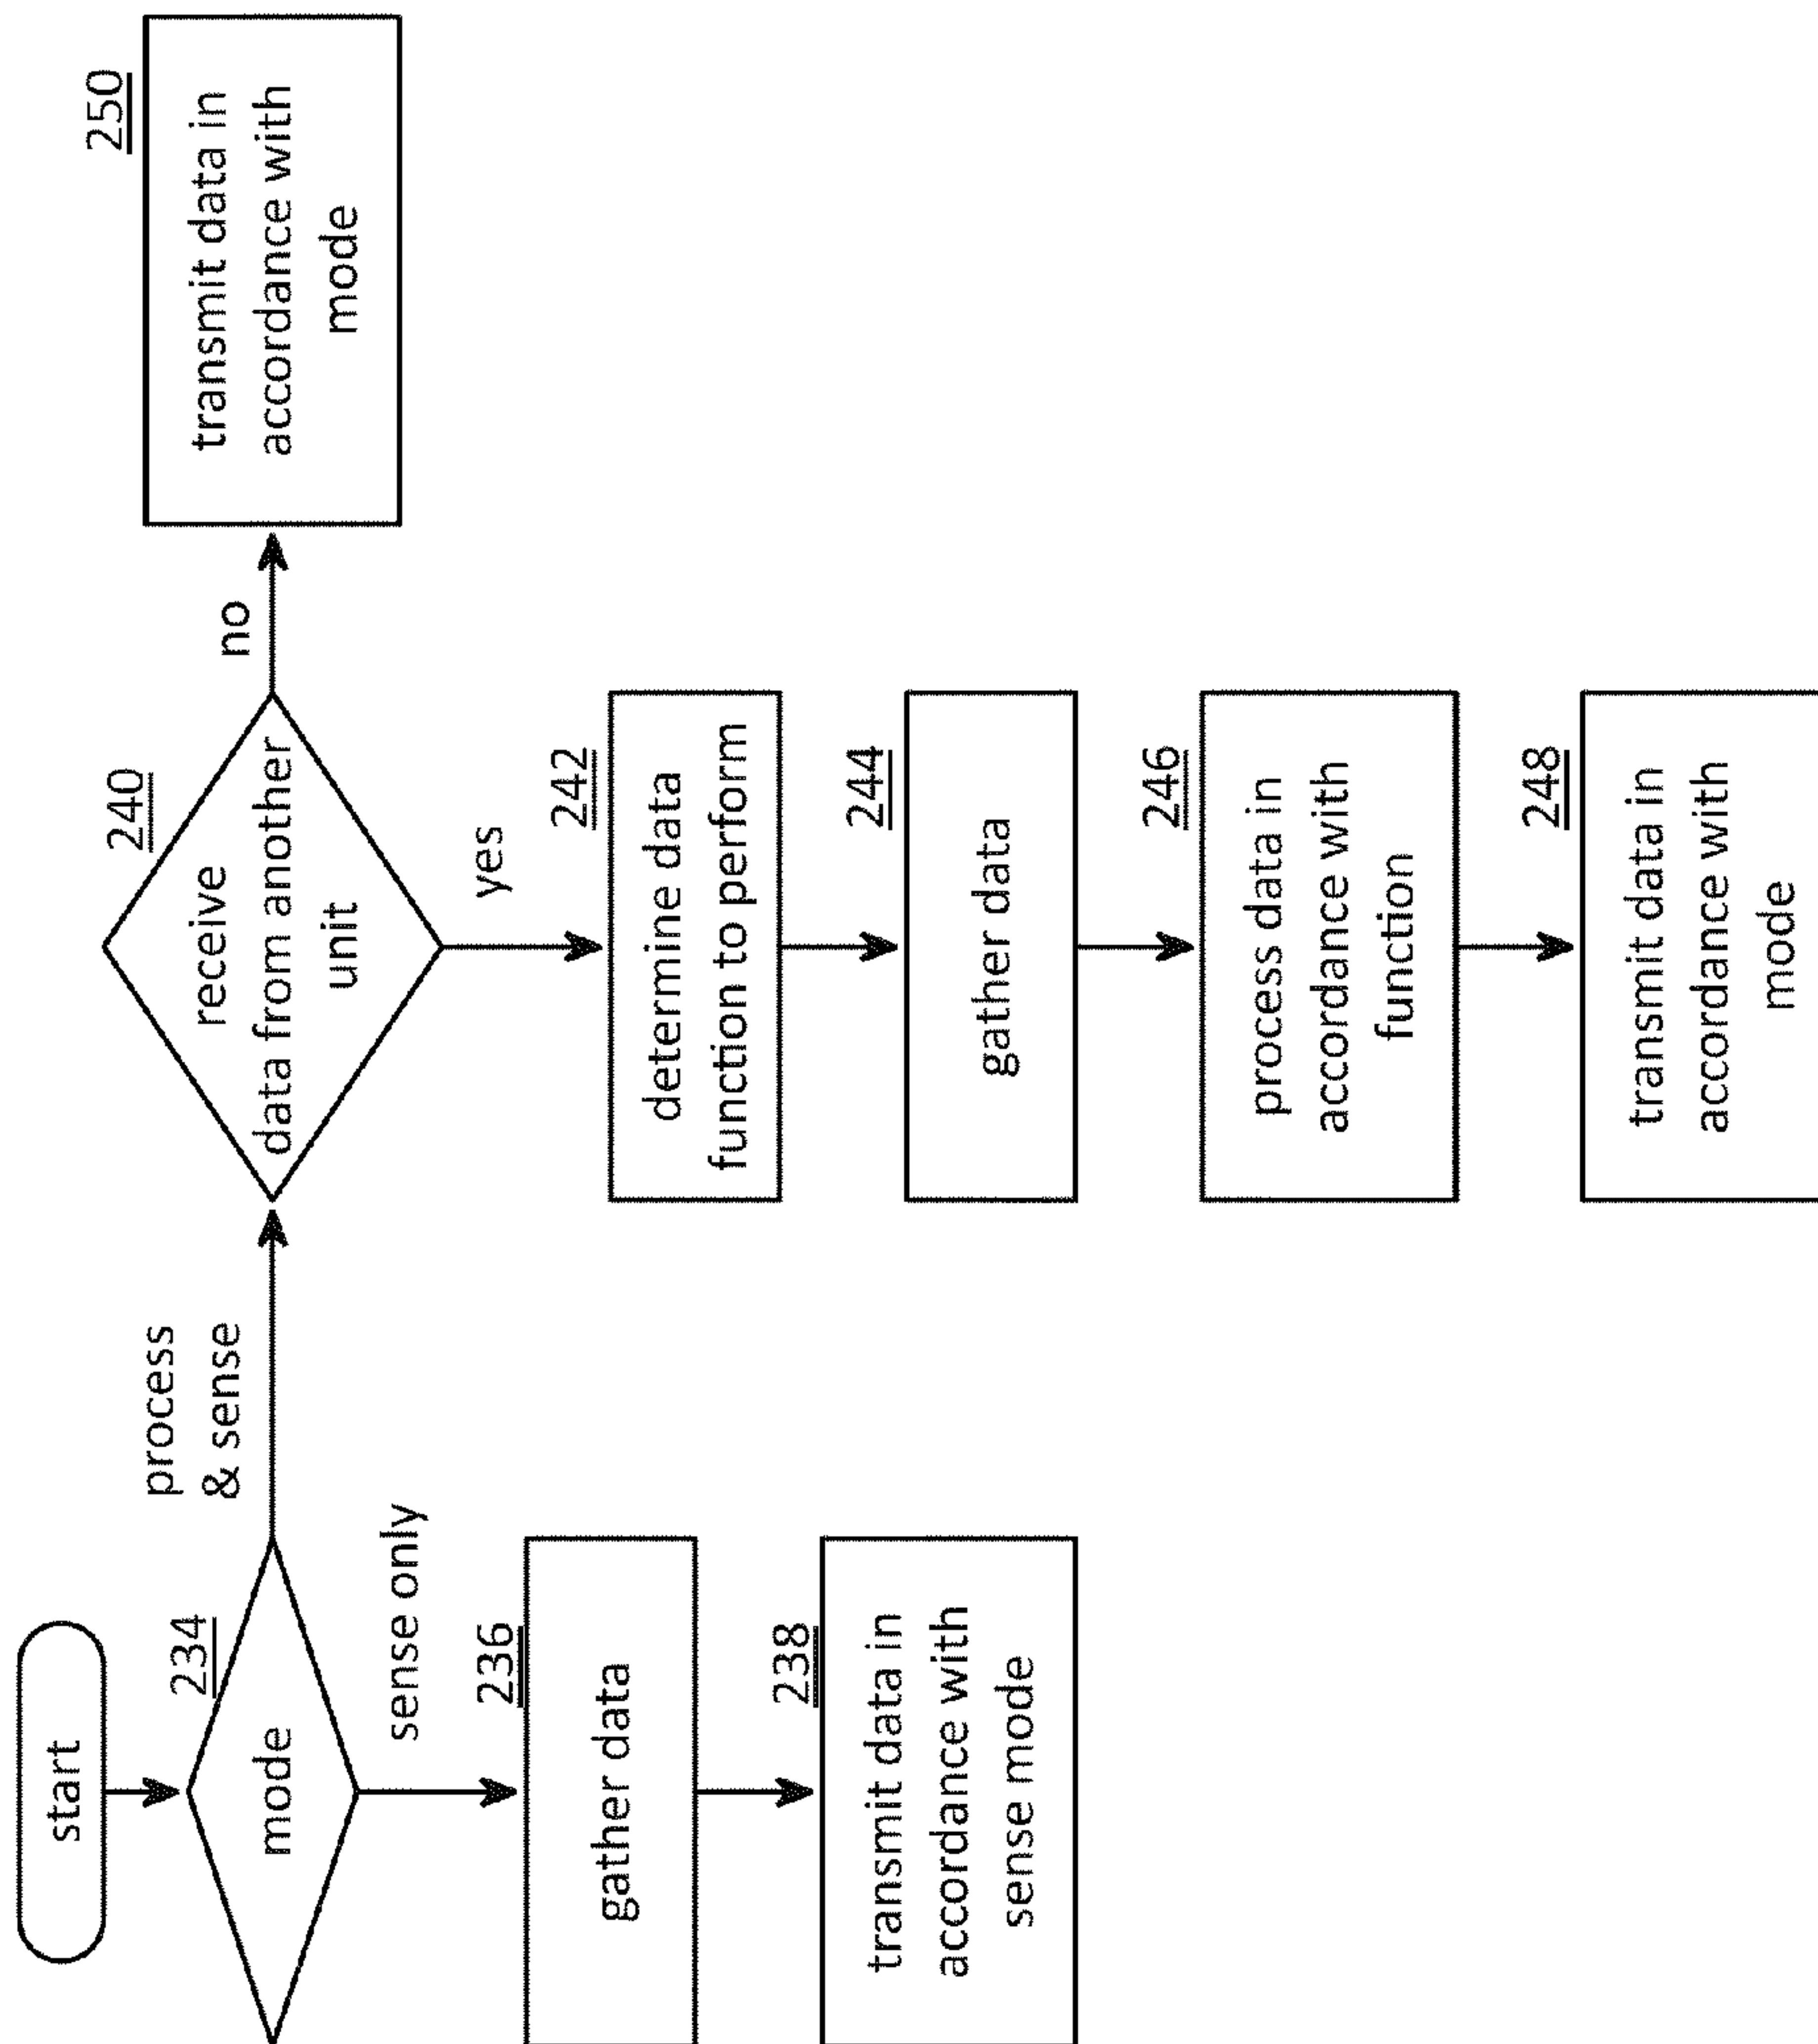 start
234
mode
process
& sense
sense only
236
gather data
238
transmit data in
accordance with
sense mode
240
receive
data from another
unit
no
yes
242
determine data
function to perform
244
gather data
246
process data in
accordance with
function
248
transmit data in
accordance with
mode
250
transmit data in
accordance with
mode